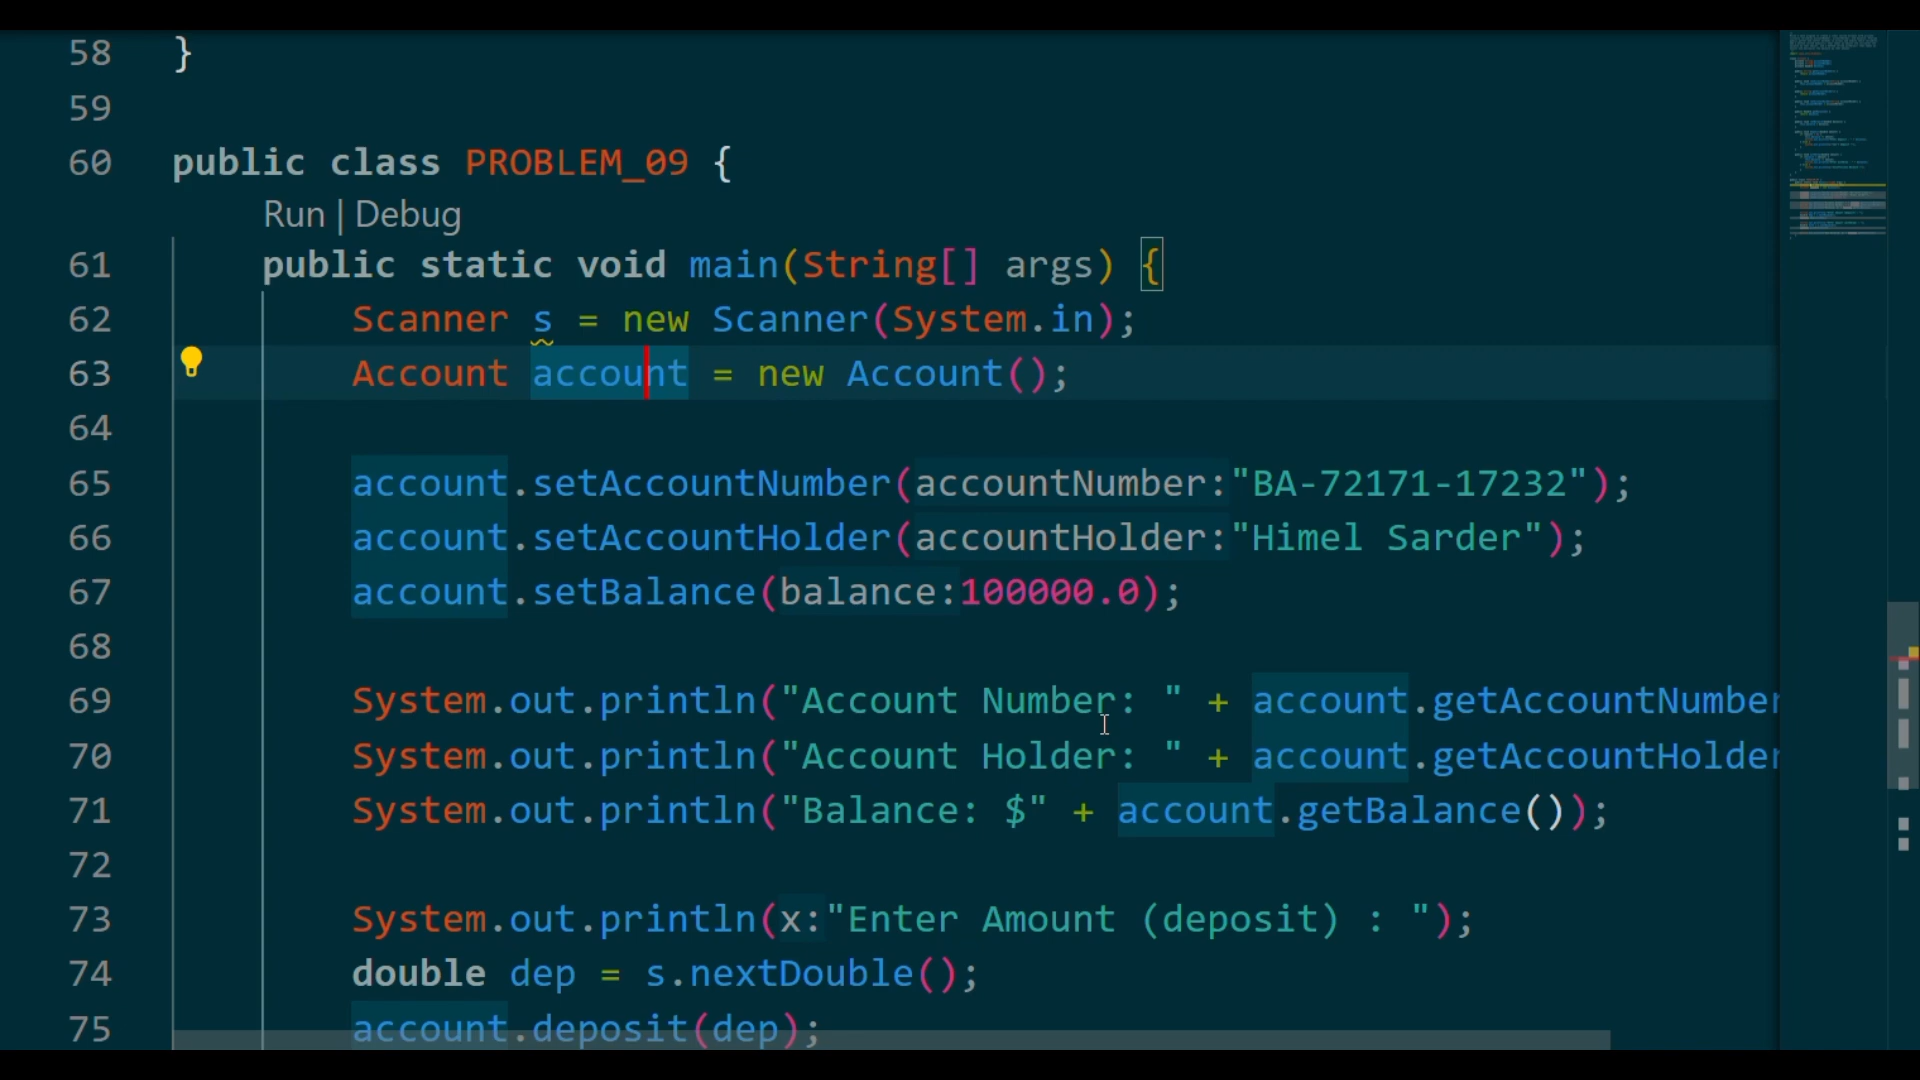 58 }
59
60 public class PROBLEM_09 {
Run | Debug
61 public static void main(String[] args) {
62 Scanner s = new Scanner(System.in);
63 Account account = new Account();
64
65 account.setAccountNumber(accountNumber:"BA-72171-17232");
66 account.setAccountHolder(accountHolder:"Himel Sarder");
67 account.setBalance(balance:100000.0);
68
69 System.out.println("Account Number: " + account.getAccountNumber
70 System.out.println("Account Holder: " + account.getAccountHolder
71 System.out.println("Balance: $" + account.getBalance());
72
73 System.out.println(x:"Enter Amount (deposit) : ");
74 double dep = s.nextDouble();
75 account.deposit(dep);